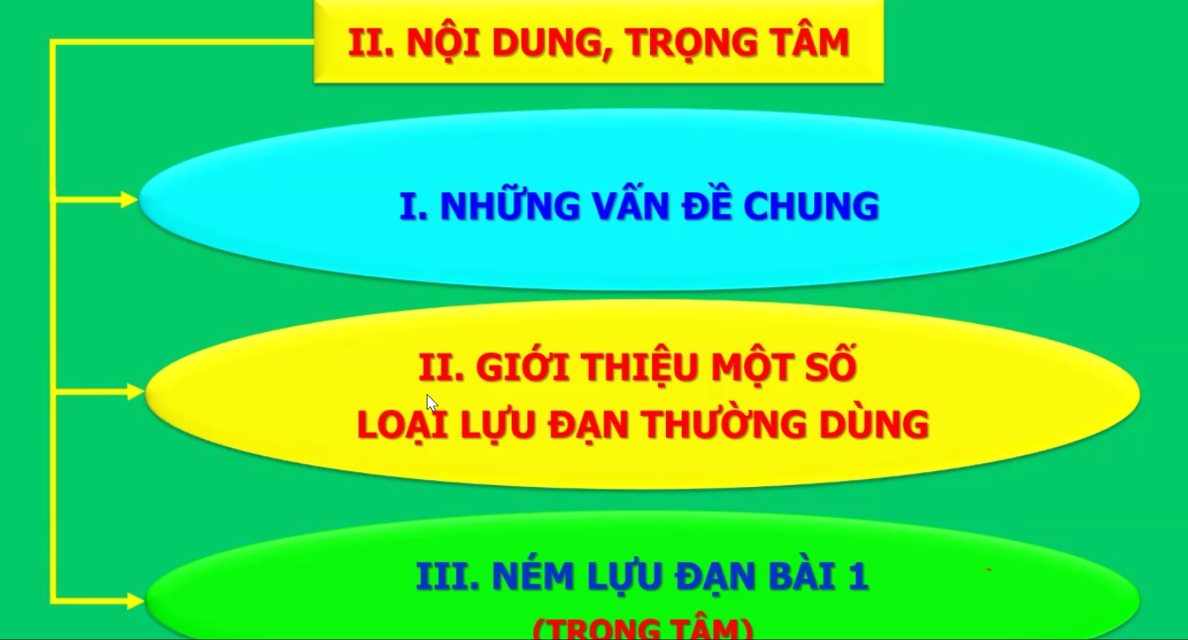 II. NỘI DUNG, TRỌNG TÂM
I. NHỮNG VẤN ĐỀ CHUNG
II. GIỚI THIỆU MỘT SỐ
LOẠI LỰU ĐẠN THƯỜNG DÙNG
III. NÉM LỰU ĐẠN BÀI 1
(TRỌNG TÂM)